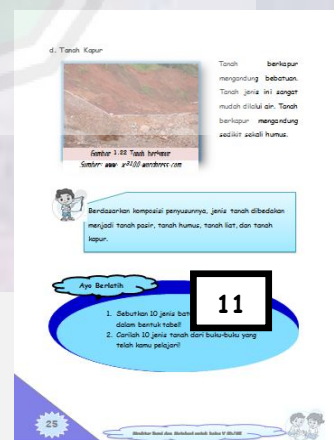 d. Tanah Kapur
Tanah berkapur
mengandung bebatuan.
Tanah jenis ini sangat
mudah dilalui air. Tanah
berkapur mengandung
sedikit sekali humus.
Gambar 1.22 Tanah berkapur
Sumber: www.
Berdasarkan komposisi penyusunnya, jenis tanah dibedakan
menjadi tanah pasir, tanah humus, tanah liat, dan tanah
kapur.
Ayo Berlatih
1. Sebutkan 10 jenis
dalam bentuk tabel!
2. Carilah 10 jenis tanah dari buku-buku yang
telah kamu pelajari!
11
25